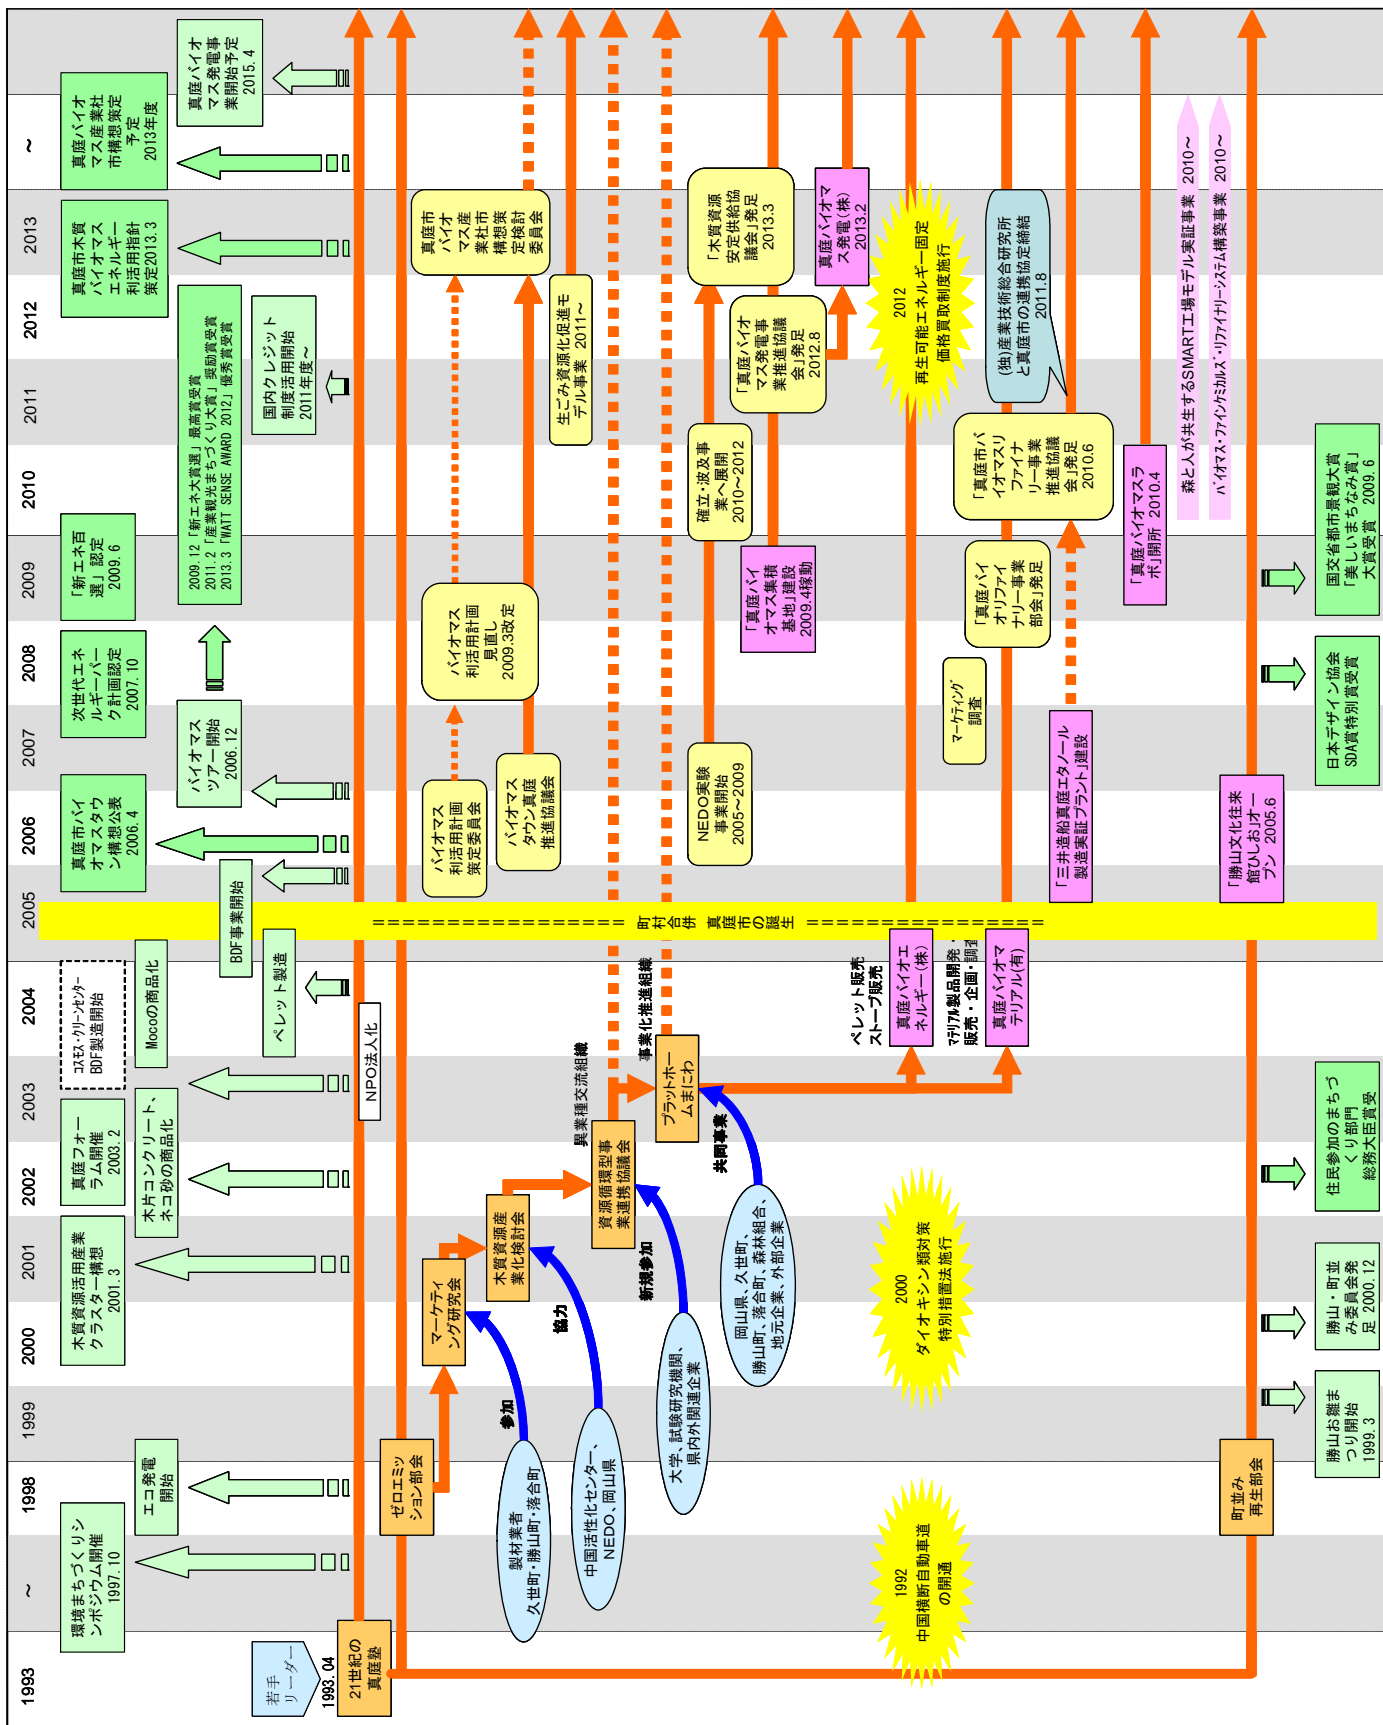 1993
～
1998
1999
2000
2001
2002
2003
2004
2005
2006
2007
2008
2009
2010
2011
2012
2013
～
環境まちづくりシ
ンポジウム開催
1997.10
木質資源活用産業
クラスター構想
2001.3
真庭フォー
ラム開催
2003.2
コスモス・クリーンセンター
BDF製造開始
真庭市バイ
オマスタウ
ン構想公表
2006.4
次世代エネ
ルギーパー
ク計画認定
2007.10
「新エネ百
選」認定
2009.6
真庭市木質
バイオマス
エネルギー
利活用指針
策定2013.3
真庭バイオ
マス産業杜
市構想策定
予定
2013年度
エコ発電
開始
木片コンクリート、
ネコ砂の商品化
Mocoの商品化
BDF事業開始
ペレット製造
バイオマス
ツアー開始
2006.12
2009.12 「新エネ大賞選」最高賞受賞
2011.2 「産業観光まちづくり大賞」奨励賞受賞
2013.3 「WATT SENSE AWARD 2012」優秀賞受賞
国内クレジット
制度活用開始
2011年度～
真庭バイオ
マス発電事
業開始予定
2015.4
若手
リーダー
1993.04
21世紀の
真庭塾
NPO法人化
ゼロエミッ
ション部会
マーケティ
ング研究会
木質資源産
業化検討会
資源循環型事
業連携協議会
異業種交流組織
プラットホー
ムまにわ
事業化推進組織
参加
協力
新規参加
共同事業
製材業者
久世町・勝山町・落合町
中国活性化センター、
NEDO、岡山県
大学、試験研究機関、
県内外関連企業
岡山県、久世町、
勝山町、落合町、森林組合、
地元企業、外部企業
町村合併 真庭市の誕生
バイオマス
利活用計画
策定委員会
バイオマス
利活用計画
見直し
2009.3改定
真庭市
バイオ
マス産
業杜市
構想策
定検討
委員会
バイオマス
タウン真庭
推進協議会
生ごみ資源化促進モ
デル事業 2011～
NEDO実験
事業開始
2005～2009
確立・波及事
業へ展開
2010～2012
「木質資源
安定供給協
議会」発足
2013.3
「真庭バイ
オマス集積
基地」建設
2009.4稼動
「真庭バイオ
マス発電事
業推進協議
会」発足
2012.8
真庭バイオマ
ス発電(株)
2013.2
ペレット販売
ストーブ販売
真庭バイオエ
ネルギー(株)
マテリアル製品開発・
販売・企画・調査
真庭バイオマ
テリアル(有)
1992
中国横断自動車道
の開通
2000
ダイオキシン類対策
特別措置法施行
2012
再生可能エネルギー固定
価格買取制度施行
マーケティング
調査
「真庭バイ
オリファイ
ナリー事業
部会」発足
「真庭市バ
イオマスリ
ファイナ
リー事業
推進協議
会」発足
2010.6
(独)産業技術総合研究所
と真庭市の連携協定締結
2011.8
「三井造船真庭エタノール
製造実証プラント」建設
「真庭バイオマスラ
ボ」開所 2010.4
森と人が共生するSMART工場モデル実証事業 2010～
バイオマス・ファインケミカルズ・リファイナリーシステム構築事業 2010～
町並み
再生部会
「勝山文化往来
館ひしお」オー
プン 2005.6
勝山お雛ま
つり開始
1999.3
勝山・町並
み委員会発
足 2000.12
住民参加のまちづ
くり部門
総務大臣賞受
日本デザイン協会
SDA賞特別賞受賞
国交省都市景観大賞
「美しいまちなみ賞」
大賞受賞 2009.6